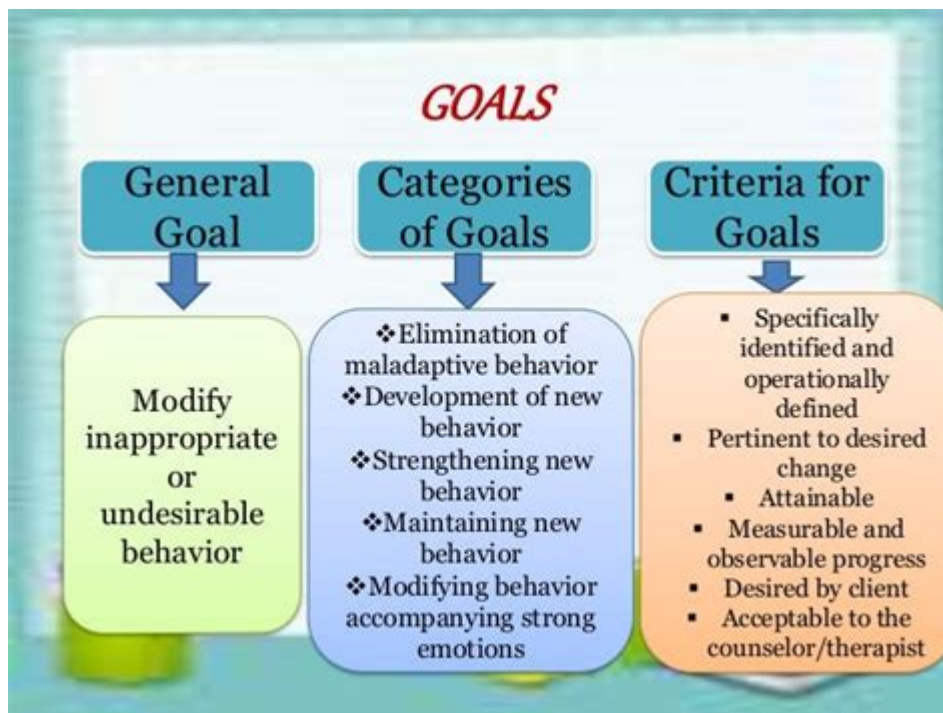 GOALS
General
Goal
Modify
inappropriate
or
undesirable
behavior
Categories
of Goals
❖Elimination of
maladaptive behavior
❖Development of new
behavior
❖Strengthening new
behavior
❖Maintaining new
behavior
❖Modifying behavior
accompanying strong
emotions
Criteria for
Goals
▪ Specifically
identified and
operationally
defined
▪ Pertinent to desired
change
▪ Attainable
▪ Measurable and
observable progress
▪ Desired by client
▪ Acceptable to the
counselor/therapist